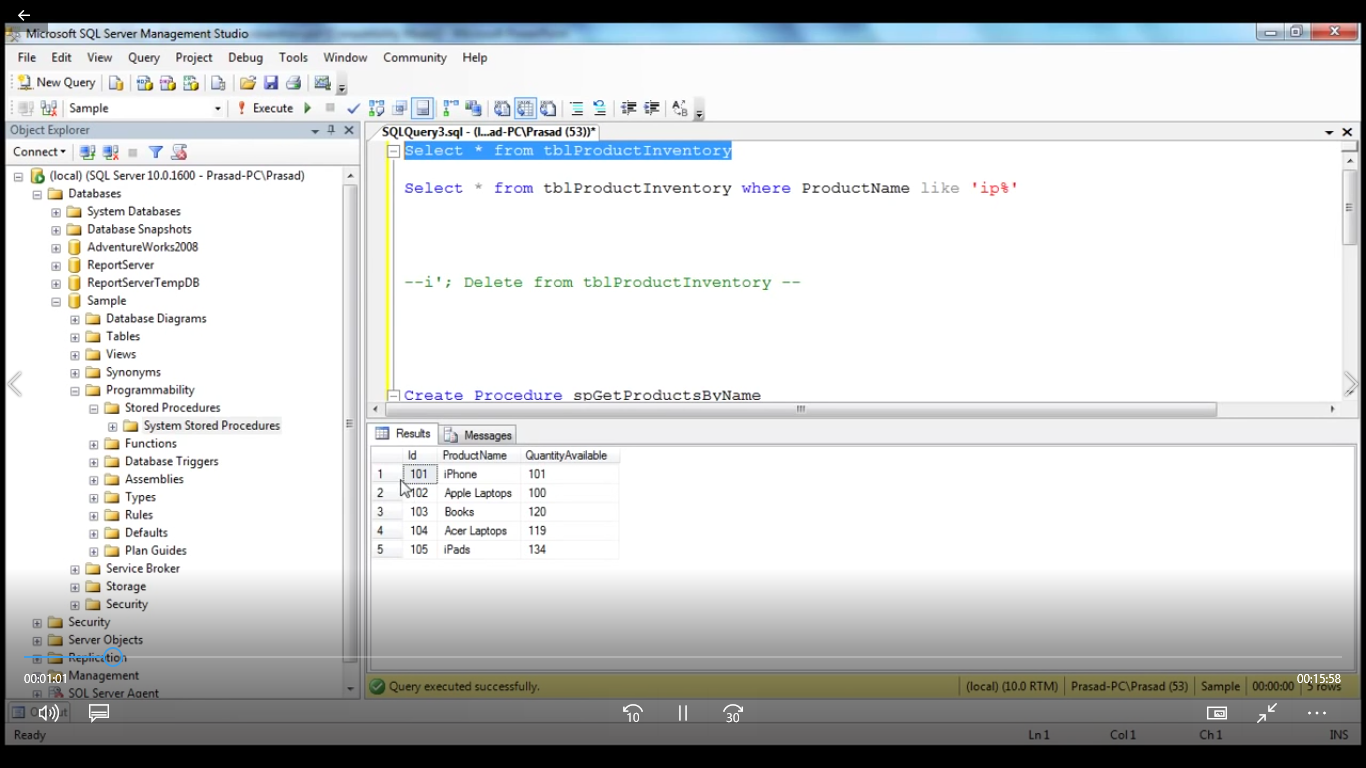 Microsoft SQL Server Management Studio
File Edit View Query Project Debug Tools Window Community Help
New Query
Sample Execute
Object Explorer
Connect
(local) (SQL Server 10.0.1600 - Prasad-PC\Prasad)
Databases
System Databases
Database Snapshots
AdventureWorks2008
ReportServer
ReportServerTempDB
Sample
Database Diagrams
Tables
Views
Synonyms
Programmability
Stored Procedures
System Stored Procedures
Functions
Database Triggers
Assemblies
Types
Rules
Defaults
Plan Guides
Service Broker
Storage
Security
Security
Server Objects
Replication
Management
SQL Server Agent
SQLQuery3.sql - (l...ad-PC\Prasad (53))*
Select * from tblProductInventory
Select * from tblProductInventory where ProductName like 'ip%'
--i'; Delete from tblProductInventory --
Create Procedure spGetProductsByName
Results Messages
Id ProductName QuantityAvailable
1 101 iPhone 101
2 102 Apple Laptops 100
3 103 Books 120
4 104 Acer Laptops 119
5 105 iPads 134
Query executed successfully. (local) (10.0 RTM) Prasad-PC\Prasad (53) Sample 00:00:00 5 rows
00:01:01 00:15:58
10 30
Ready Ln 1 Col 1 Ch 1 INS